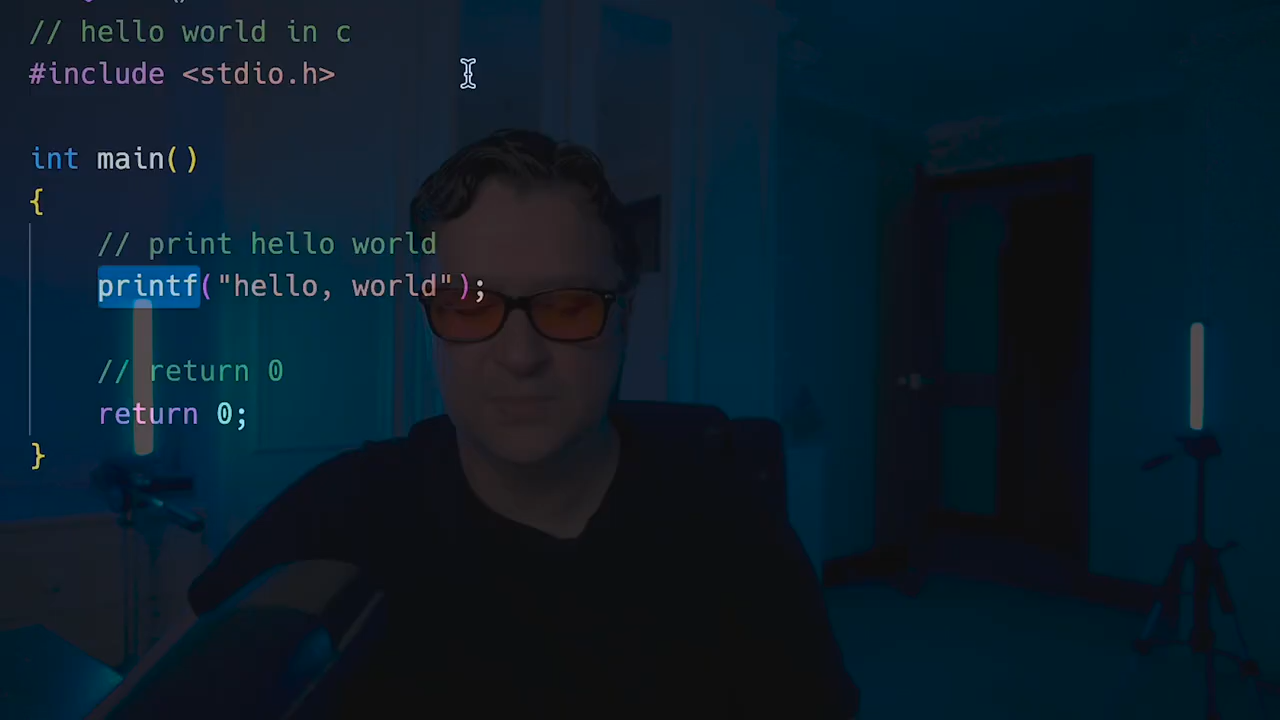 // hello world in c
#include <stdio.h>
int main()
{
// print hello world
printf("hello, world");
// return 0
return 0;
}